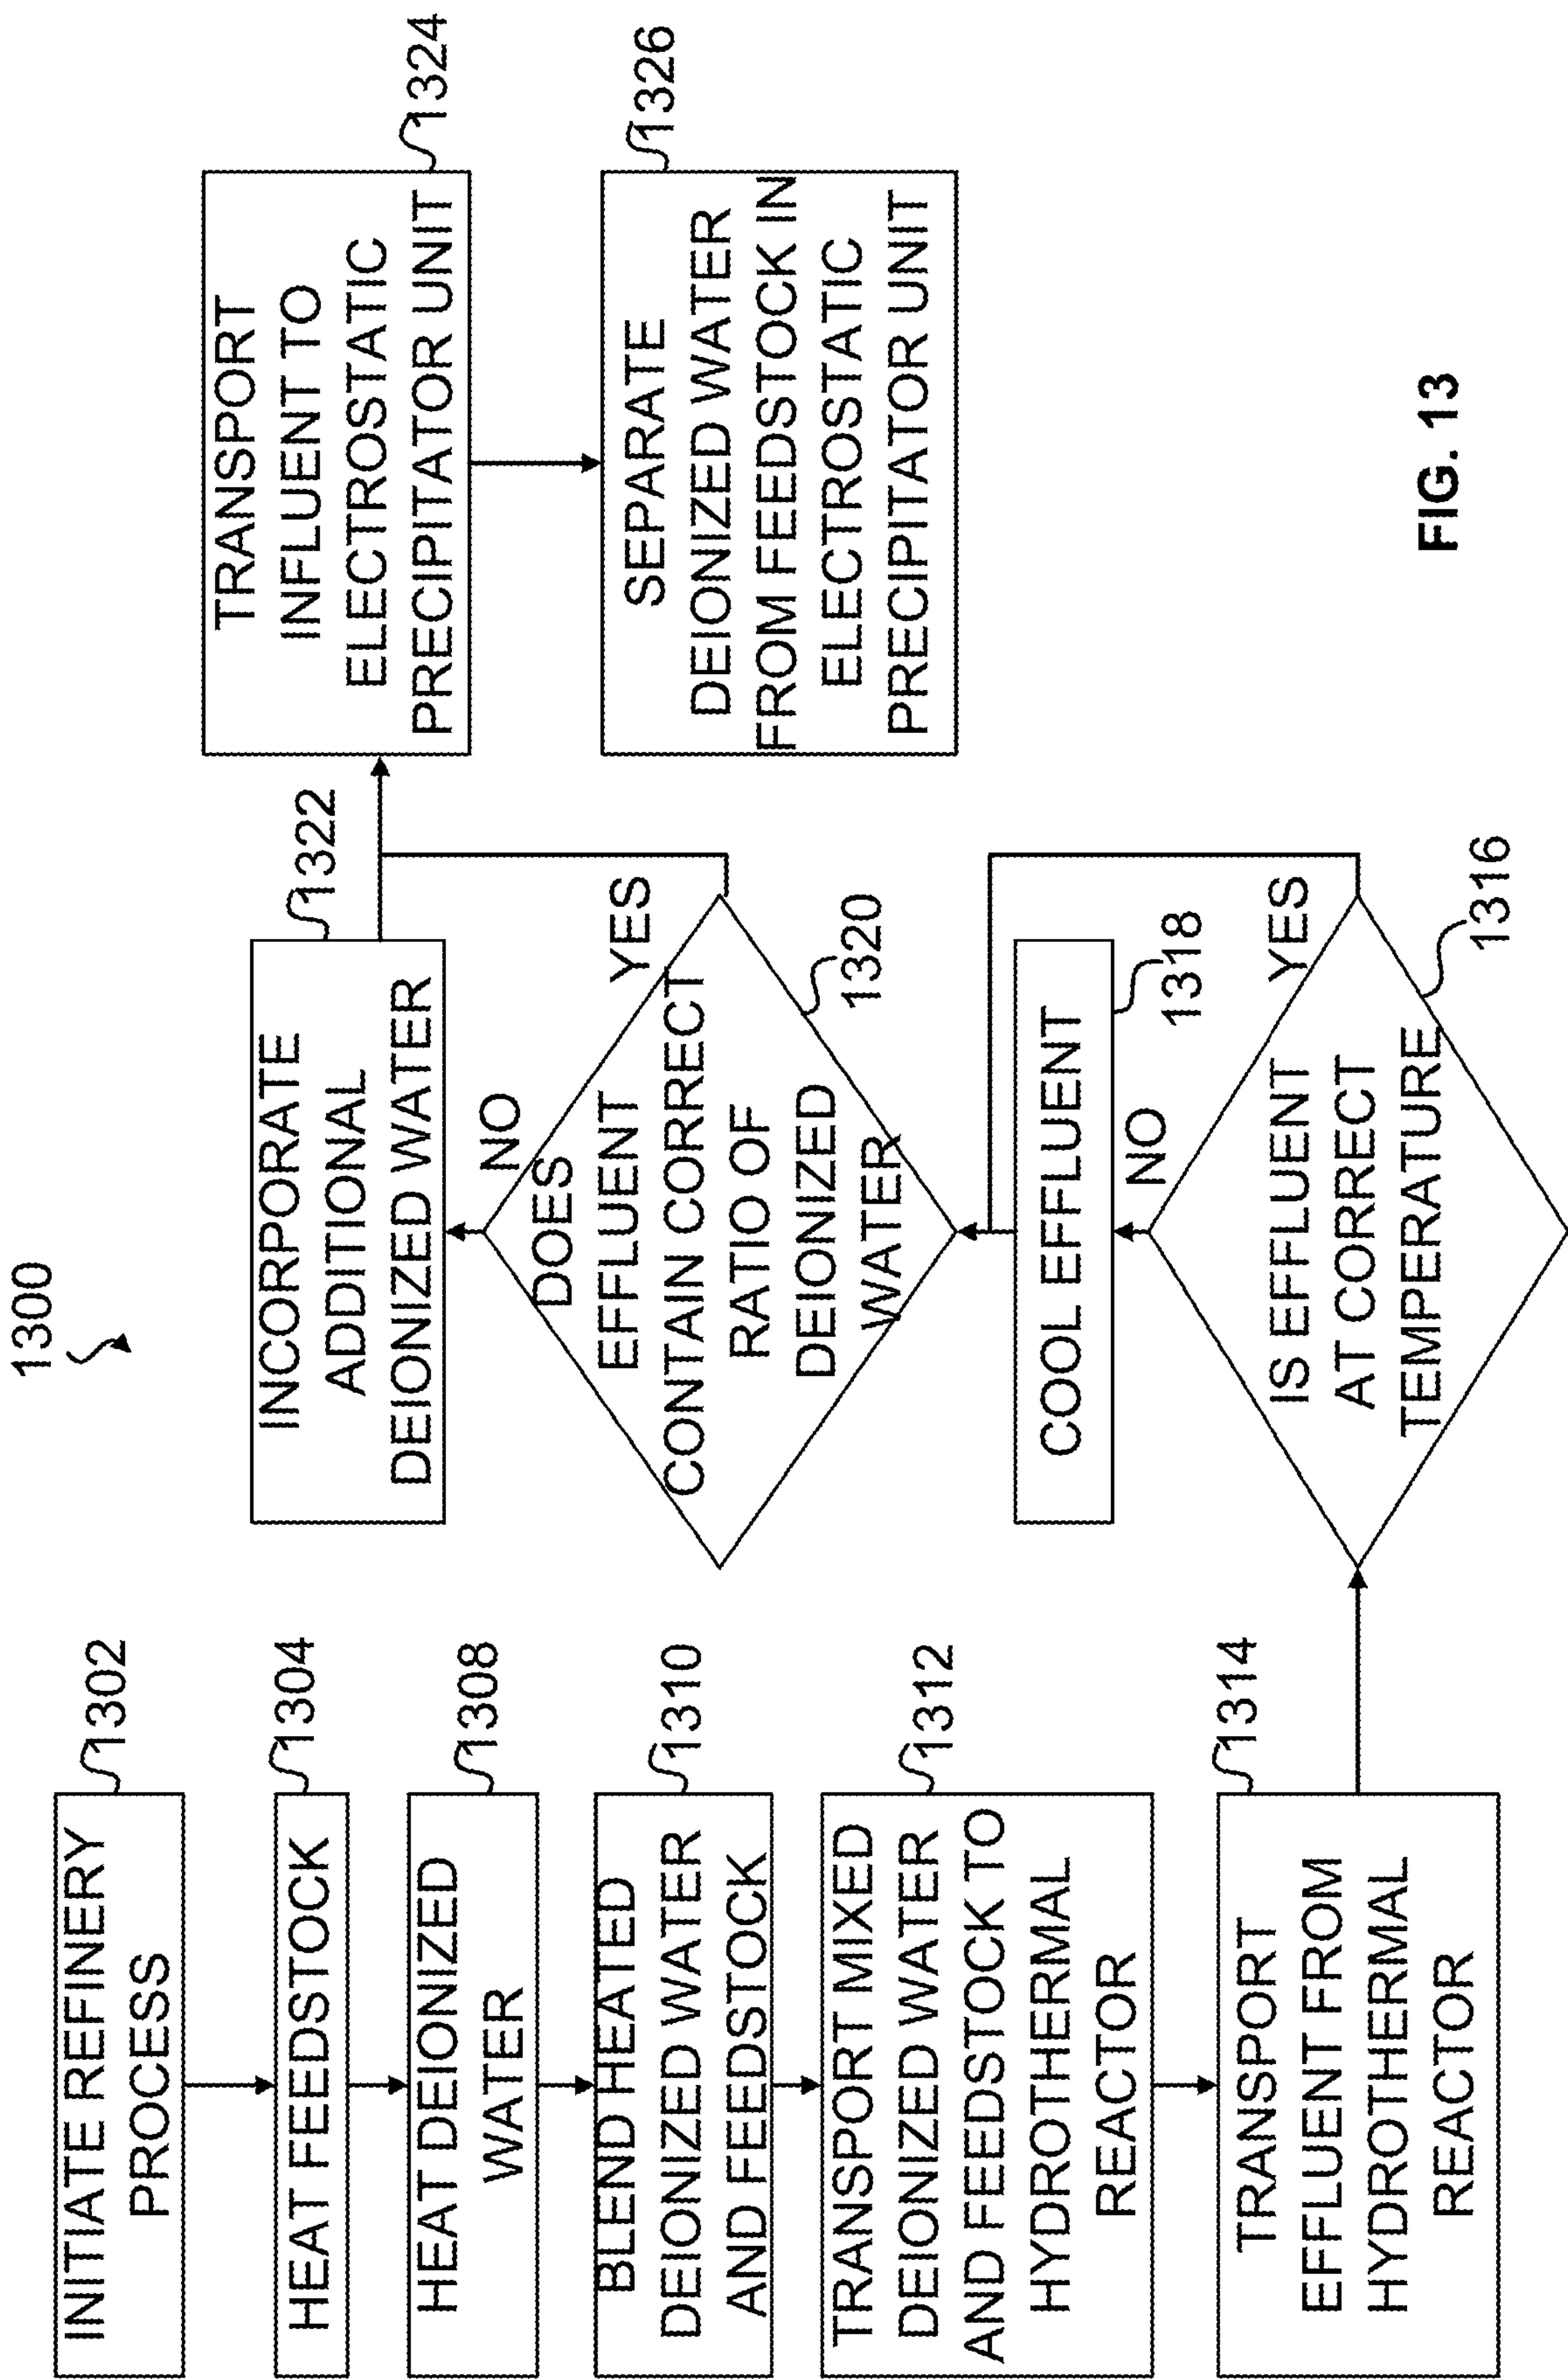 1300
INITIATE REFINERY
PROCESS
1302
HEAT FEEDSTOCK
1304
HEAT DEIONIZED
WATER
1308
BLEND HEATED
DEIONIZED WATER
AND FEEDSTOCK
1310
TRANSPORT MIXED
DEIONIZED WATER
AND FEEDSTOCK TO
HYDROTHERMAL
REACTOR
1312
TRANSPORT
EFFLUENT FROM
HYDROTHERMAL
REACTOR
1314
IS EFFLUENT
AT CORRECT
TEMPERATURE
1316
YES
NO
COOL EFFLUENT
1318
DOES
EFFLUENT
CONTAIN CORRECT
RATIO OF
DEIONIZED
WATER
1320
YES
NO
INCORPORATE
ADDITIONAL
DEIONIZED WATER
1322
TRANSPORT
INFLUENT TO
ELECTROSTATIC
PRECIPITATOR UNIT
1324
SEPARATE
DEIONIZED WATER
FROM FEEDSTOCK IN
ELECTROSTATIC
PRECIPITATOR UNIT
1326
FIG. 13